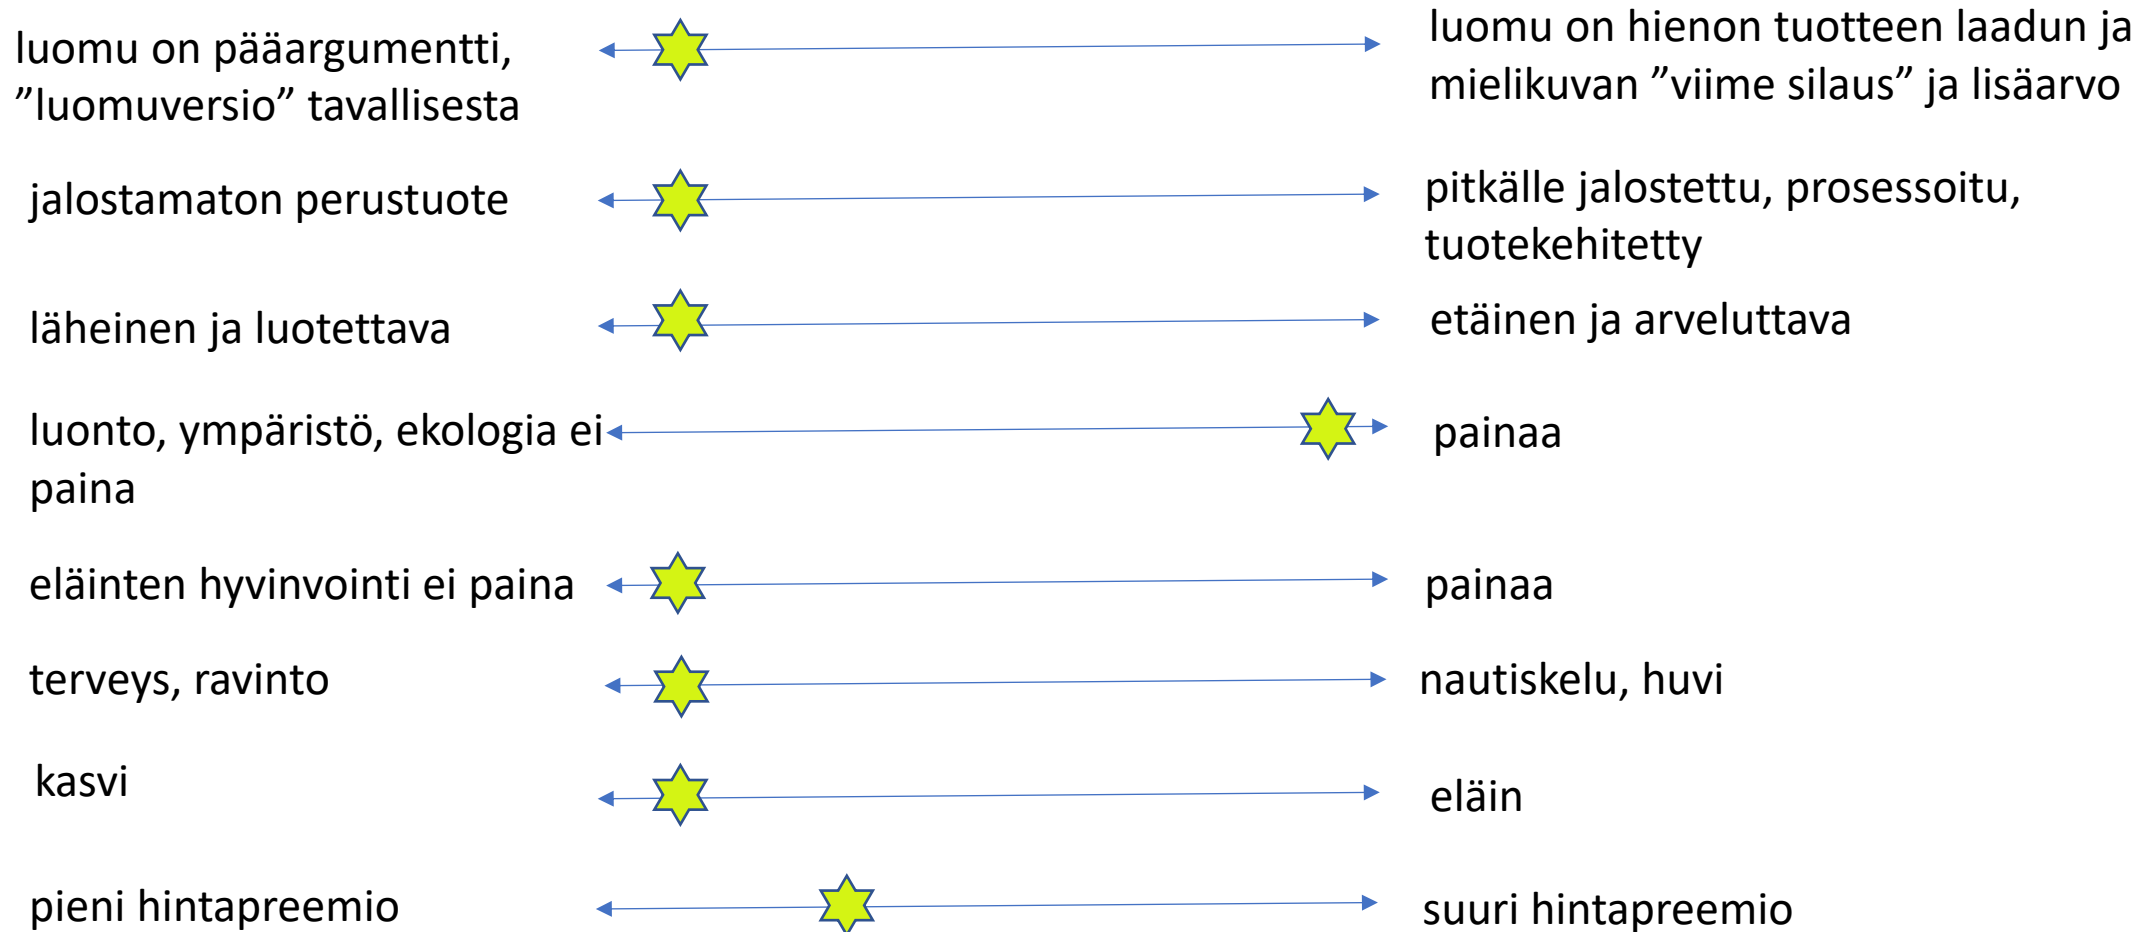 luomu on pääargumentti,
”luomuversio” tavallisesta
luomu on hienon tuotteen laadun ja
mielikuvan ”viime silaus” ja lisäarvo
jalostamaton perustuote
pitkälle jalostettu, prosessoitu,
tuotekehitetty
läheinen ja luotettava
etäinen ja arveluttava
luonto, ympäristö, ekologia ei
paina
painaa
eläinten hyvinvointi ei paina
painaa
terveys, ravinto
nautiskelu, huvi
kasvi
eläin
pieni hintapreemio
suuri hintapreemio